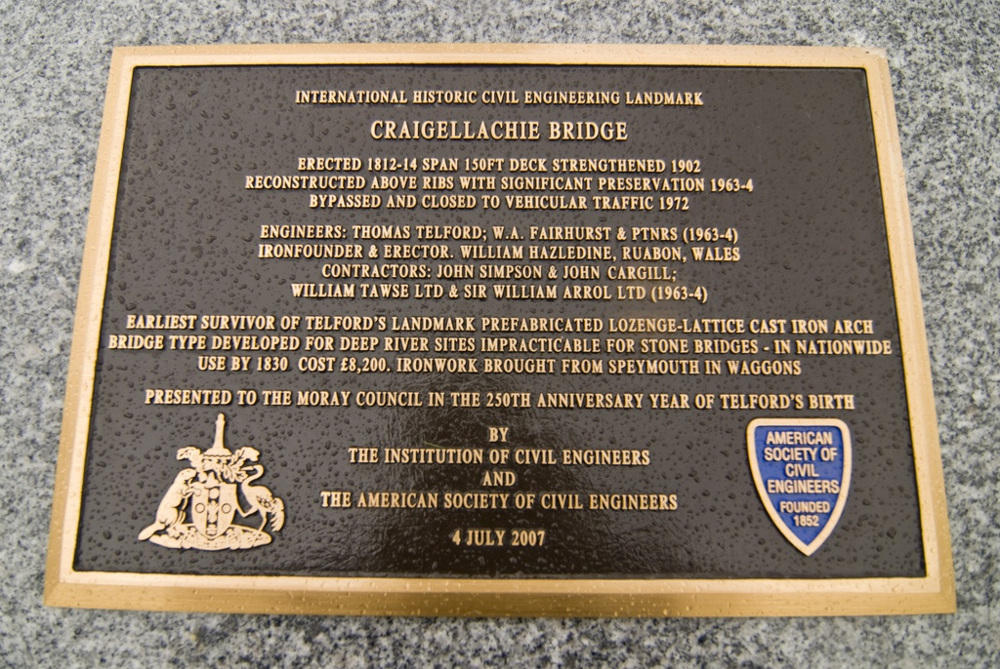 INTERNATIONAL HISTORIC CIVIL ENGINEERING LANDMARK
CRAIGELLACHIE BRIDGE
ERECTED 1812-14 SPAN 150FT DECK STRENGTHENED 1902
RECONSTRUCTED ABOVE RIBS WITH SIGNIFICANT PRESERVATION 1963-4
BYPASSED AND CLOSED TO VEHICULAR TRAFFIC 1972
ENGINEERS: THOMAS TELFORD; W.A. FAIRHURST & PTNRS (1963-4)
IRONFOUNDER & ERECTOR. WILLIAM HAZLEDINE, RUABON, WALES
CONTRACTORS: JOHN SIMPSON & JOHN CARGILL;
WILLIAM TAWSE LTD & SIR WILLIAM ARROL LTD (1963-4)
EARLIEST SURVIVOR OF TELFORD'S LANDMARK PREFABRICATED LOZENGE-LATTICE CAST IRON ARCH
BRIDGE TYPE DEVELOPED FOR DEEP RIVER SITES IMPRACTICABLE FOR STONE BRIDGES - IN NATIONWIDE
USE BY 1830 COST £8,200. IRONWORK BROUGHT FROM SPEYMOUTH IN WAGGONS
PRESENTED TO THE MORAY COUNCIL IN THE 250TH ANNIVERSARY YEAR OF TELFORD'S BIRTH
BY
THE INSTITUTION OF CIVIL ENGINEERS
AND
THE AMERICAN SOCIETY OF CIVIL ENGINEERS
4 JULY 2007
AMERICAN
SOCIETY OF
CIVIL
ENGINEERS
FOUNDED
1852